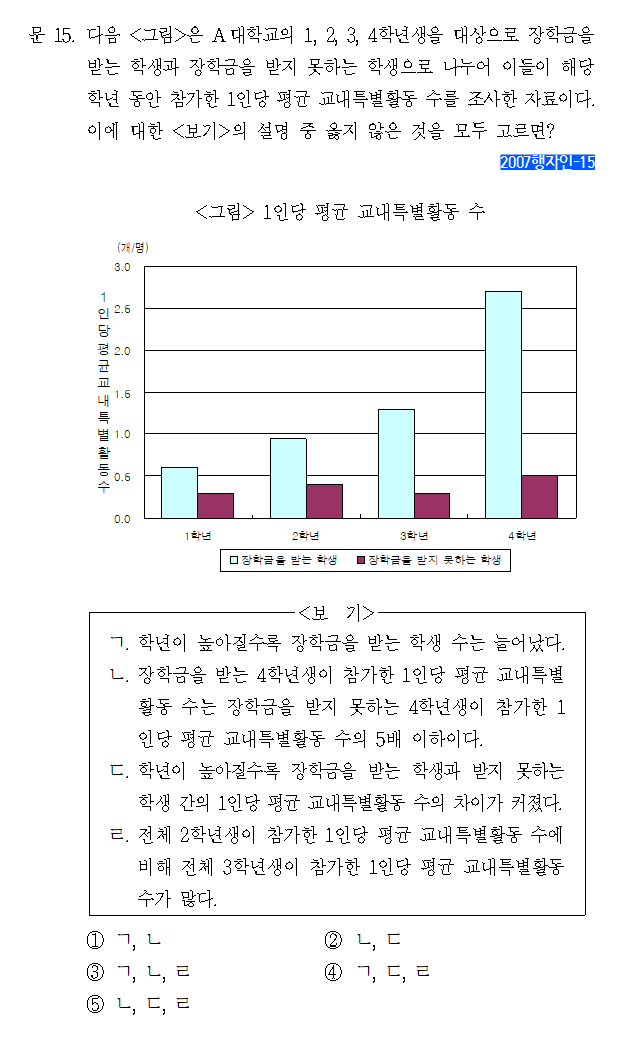 문 15. 다음 <그림>은 A대학교의 1, 2, 3, 4학년생을 대상으로 장학금을
받는 학생과 장학금을 받지 못하는 학생으로 나누어 이들이 해당
학년 동안 참가한 1인당 평균 교내특별활동 수를 조사한 자료이다.
이에 대한 <보기>의 설명 중 옳지 않은 것을 모두 고르면?
2007행자인-15
<그림> 1인당 평균 교내특별활동 수
(개/명)
3.0
2.5
2.0
1.5
1.0
0.5
0.0
1인당평균교내특별활동수
1학년 2학년 3학년 4학년
장학금을 받는 학생 장학금을 받지 못하는 학생
<보 기>
ㄱ. 학년이 높아질수록 장학금을 받는 학생 수는 늘어났다.
ㄴ. 장학금을 받는 4학년생이 참가한 1인당 평균 교내특별
활동 수는 장학금을 받지 못하는 4학년생이 참가한 1
인당 평균 교내특별활동 수의 5배 이하이다.
ㄷ. 학년이 높아질수록 장학금을 받는 학생과 받지 못하는
학생 간의 1인당 평균 교내특별활동 수의 차이가 커졌다.
ㄹ. 전체 2학년생이 참가한 1인당 평균 교내특별활동 수에
비해 전체 3학년생이 참가한 1인당 평균 교내특별활동
수가 많다.
① ㄱ, ㄴ ② ㄴ, ㄷ
③ ㄱ, ㄴ, ㄹ ④ ㄱ, ㄷ, ㄹ
⑤ ㄴ, ㄷ, ㄹ